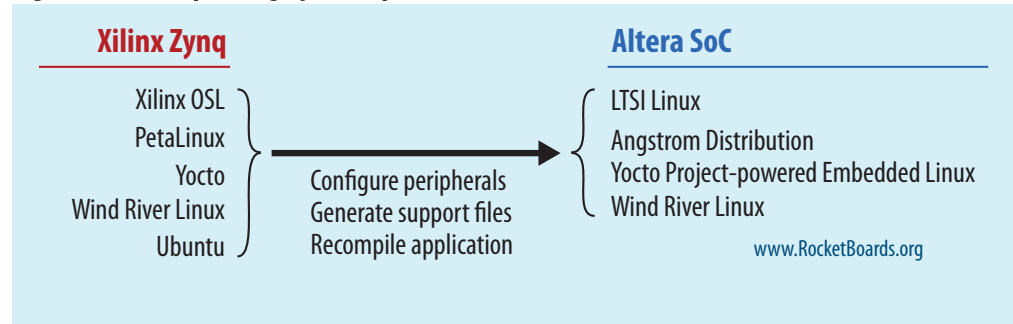 Xilinx Zynq
Xilinx OSL
PetaLinux
Yocto
Wind River Linux
Ubuntu
Configure peripherals
Generate support files
Recompile application
Altera SoC
LTSI Linux
Angstrom Distribution
Yocto Project-powered Embedded Linux
Wind River Linux
www.RocketBoards.org